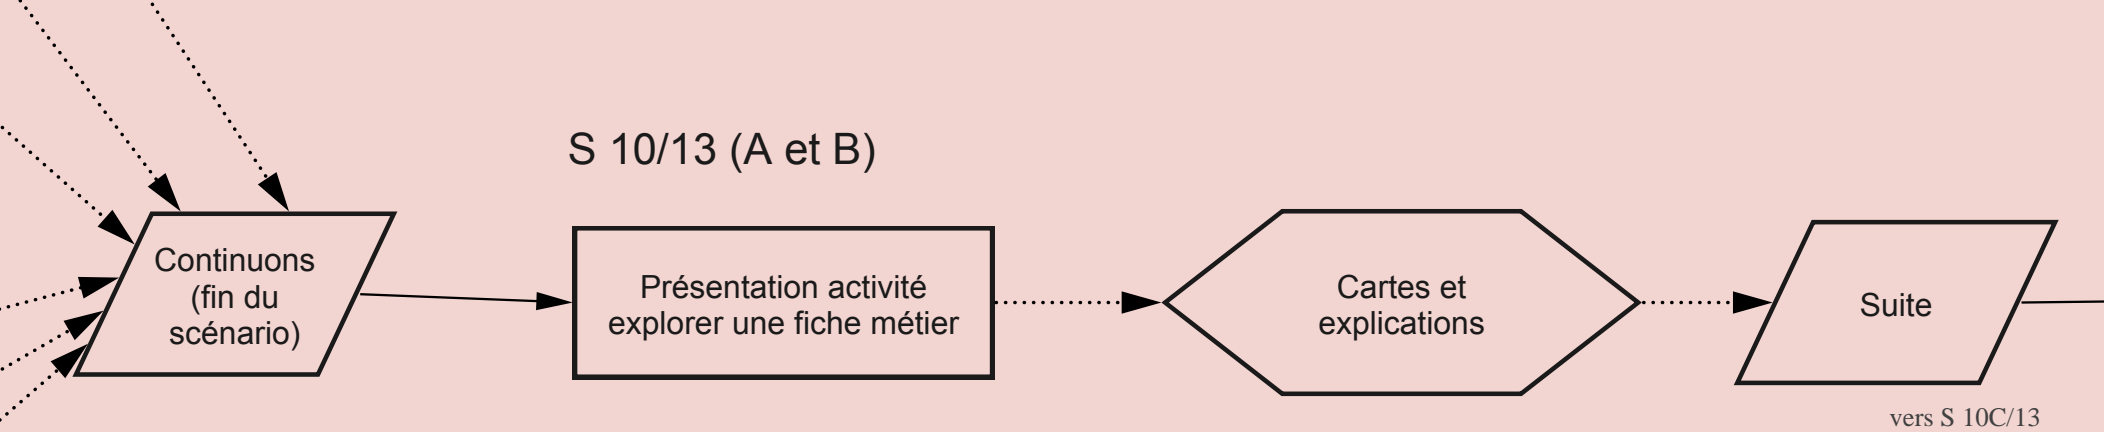 S 10/13 (A et B)
Continuons
(fin du
scénario)
Présentation activité
explorer une fiche métier
Cartes et
explications
Suite
vers S 10C/13